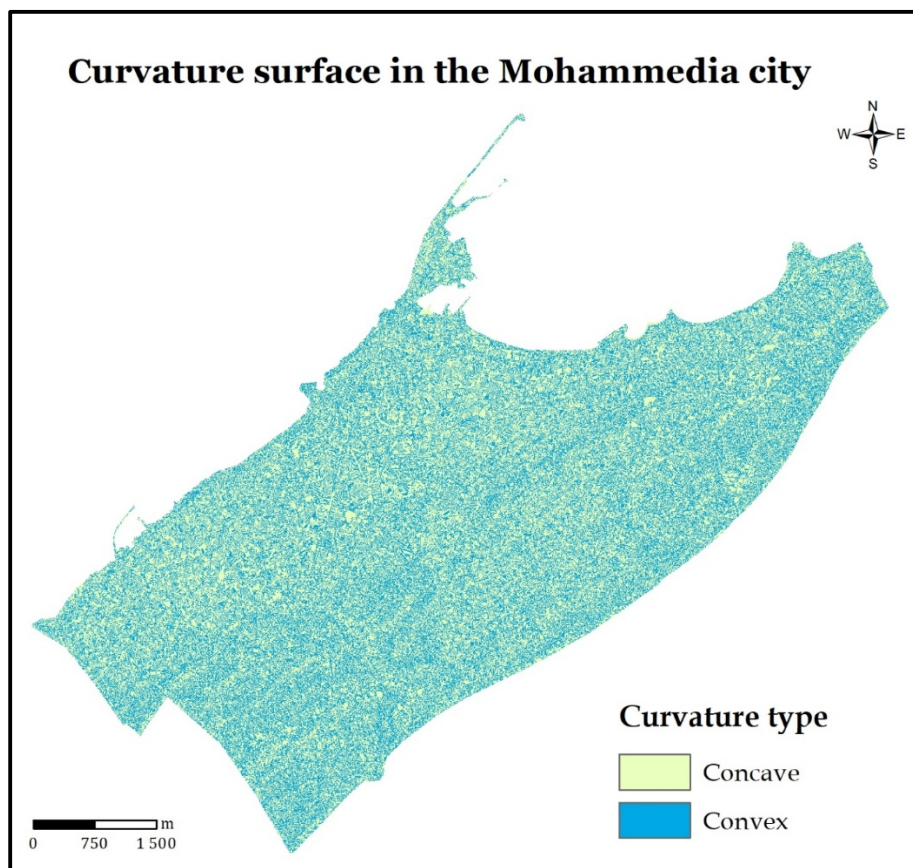 Curvature surface in the Mohammedia city
N
W E
S
Curvature type
Concave
Convex
m
0 750 1 500